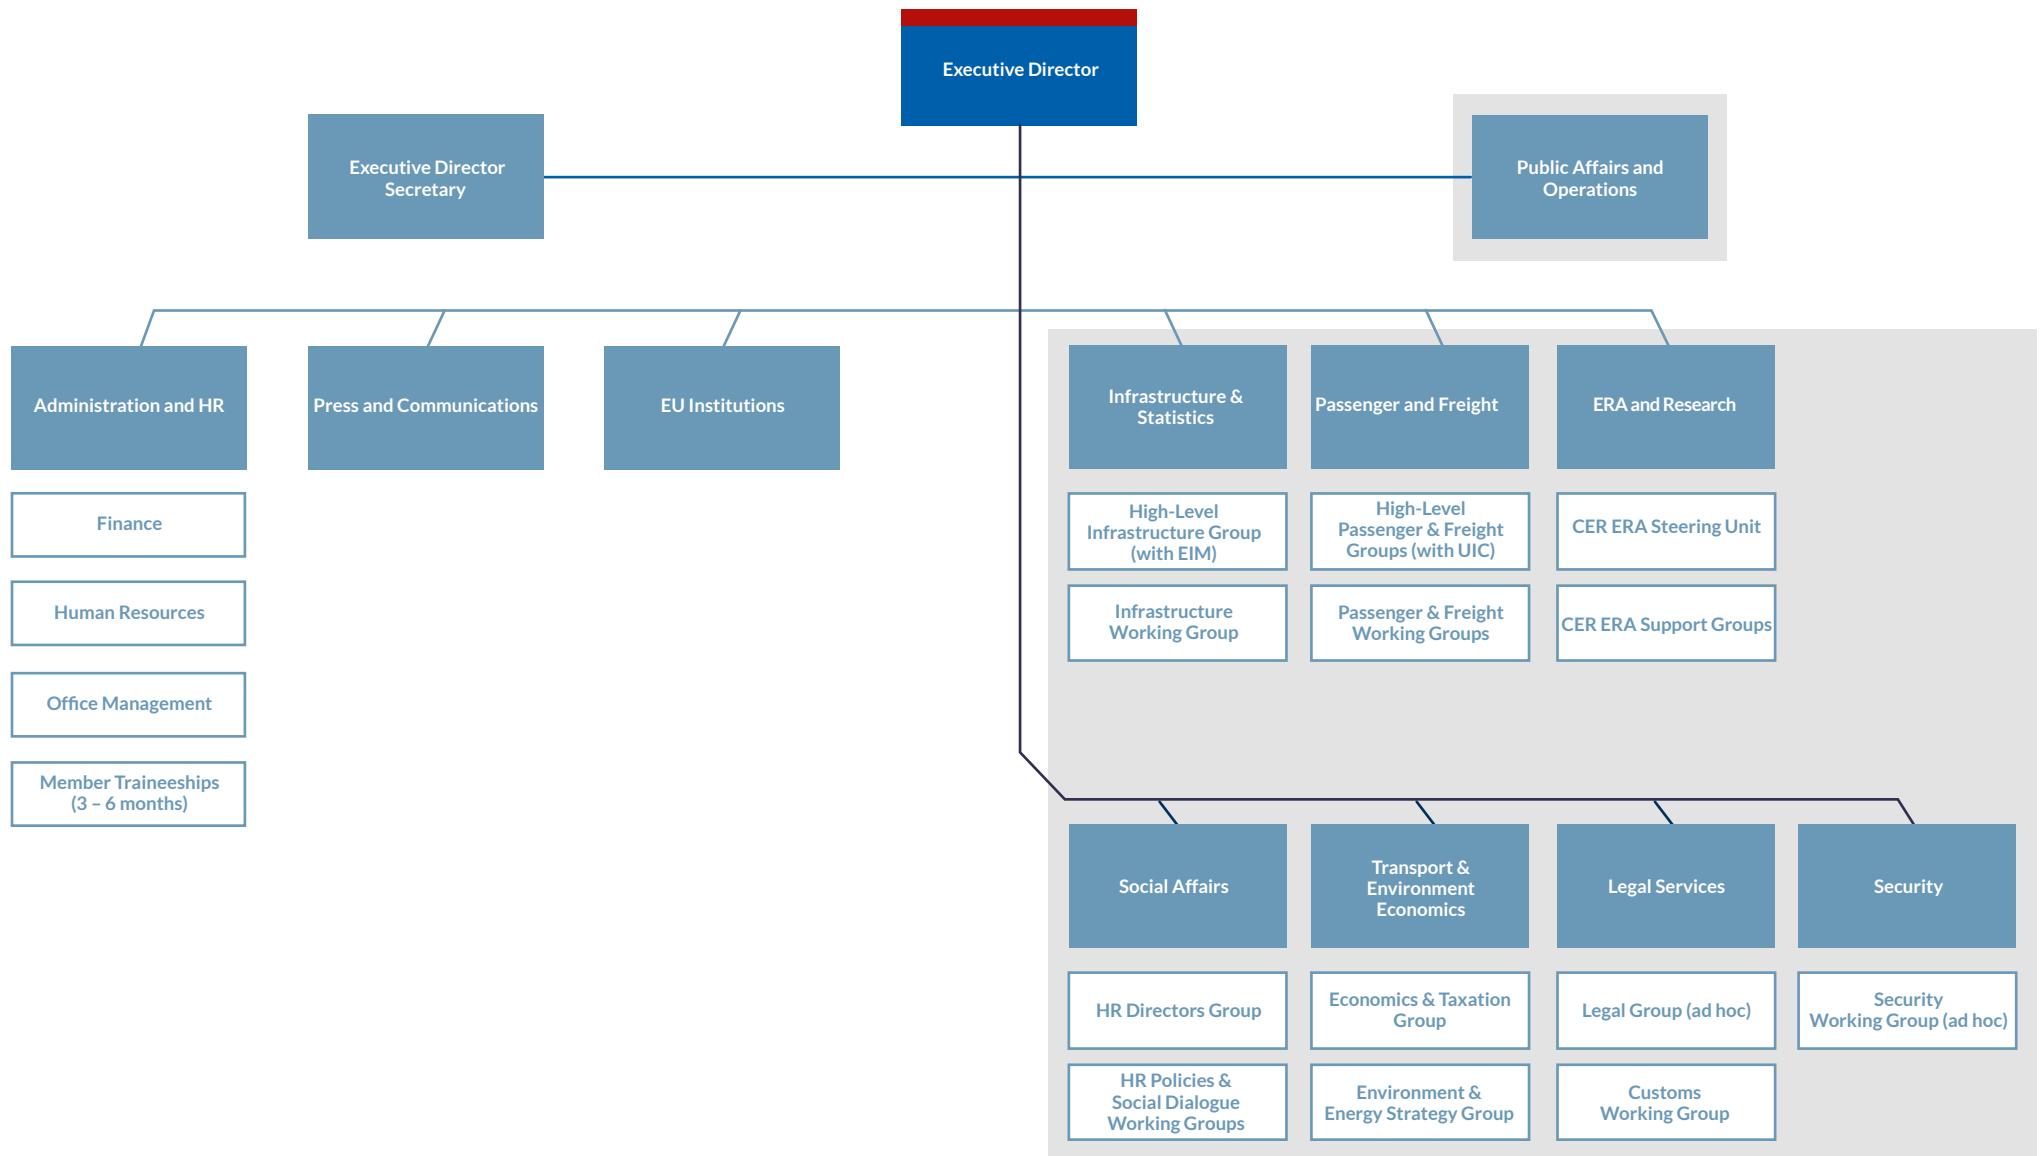 Executive Director
Executive Director
Secretary
Public Affairs and
Operations
Administration and HR
Press and Communications
EU Institutions
Infrastructure &
Statistics
Passenger and Freight
ERA and Research
Finance
Human Resources
Office Management
Member Traineeships
(3 – 6 months)
High-Level
Infrastructure Group
(with EIM)
Infrastructure
Working Group
High-Level
Passenger & Freight
Groups (with UIC)
Passenger & Freight
Working Groups
CER ERA Steering Unit
CER ERA Support Groups
Social Affairs
Transport &
Environment
Economics
Legal Services
Security
HR Directors Group
HR Policies &
Social Dialogue
Working Groups
Economics & Taxation
Group
Environment &
Energy Strategy Group
Legal Group (ad hoc)
Customs
Working Group
Security
Working Group (ad hoc)